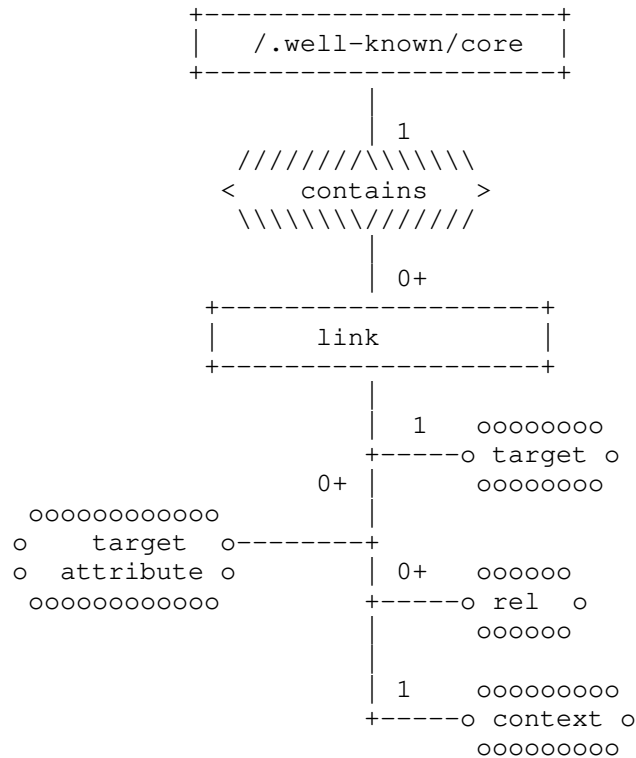 /.well-known/core
1
contains
0+
link
1
target
0+
target
attribute
0+
rel
1
context